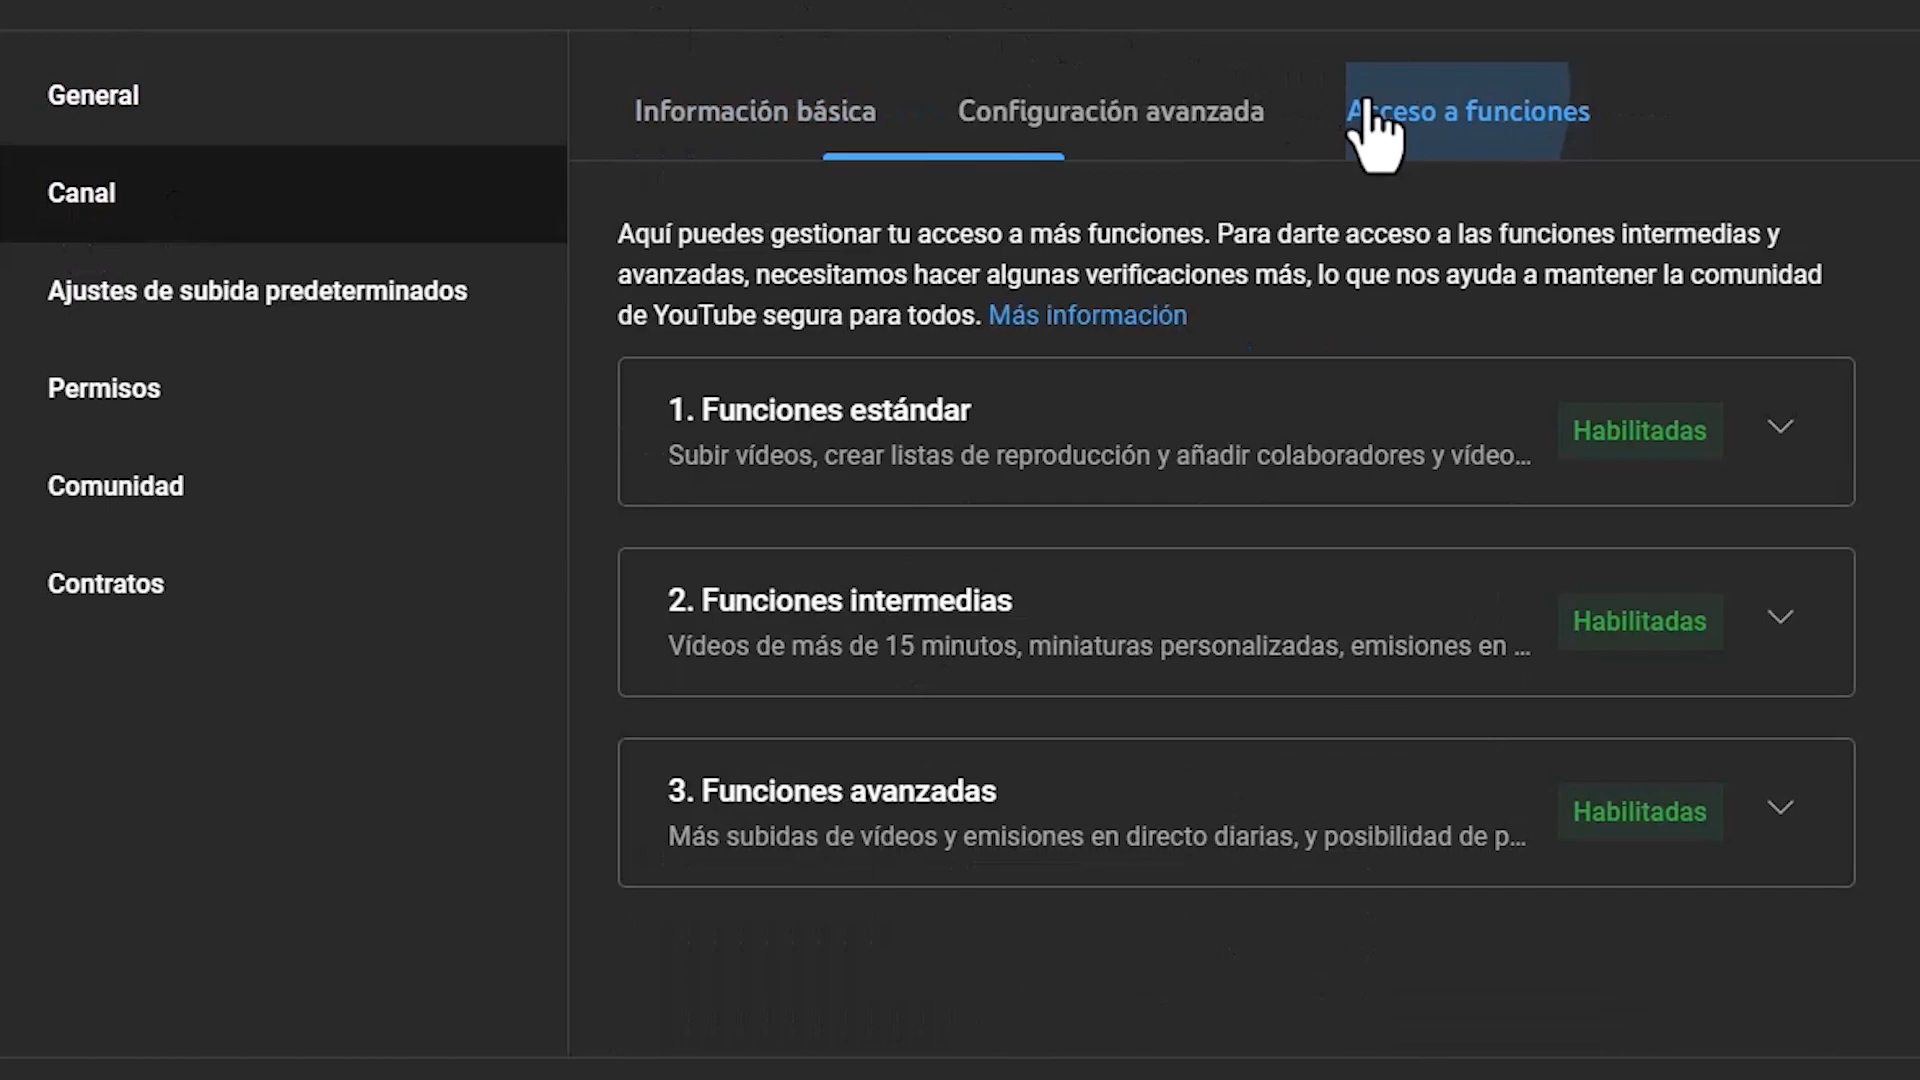 General
Canal
Ajustes de subida predeterminados
Permisos
Comunidad
Contratos
Información básica
Configuración avanzada
Acceso a funciones
Aquí puedes gestionar tu acceso a más funciones. Para darte acceso a las funciones intermedias y
avanzadas, necesitamos hacer algunas verificaciones más, lo que nos ayuda a mantener la comunidad
de YouTube segura para todos. Más información
1. Funciones estándar
Subir vídeos, crear listas de reproducción y añadir colaboradores y vídeo...
Habilitadas
2. Funciones intermedias
Vídeos de más de 15 minutos, miniaturas personalizadas, emisiones en ...
Habilitadas
3. Funciones avanzadas
Más subidas de vídeos y emisiones en directo diarias, y posibilidad de p...
Habilitadas